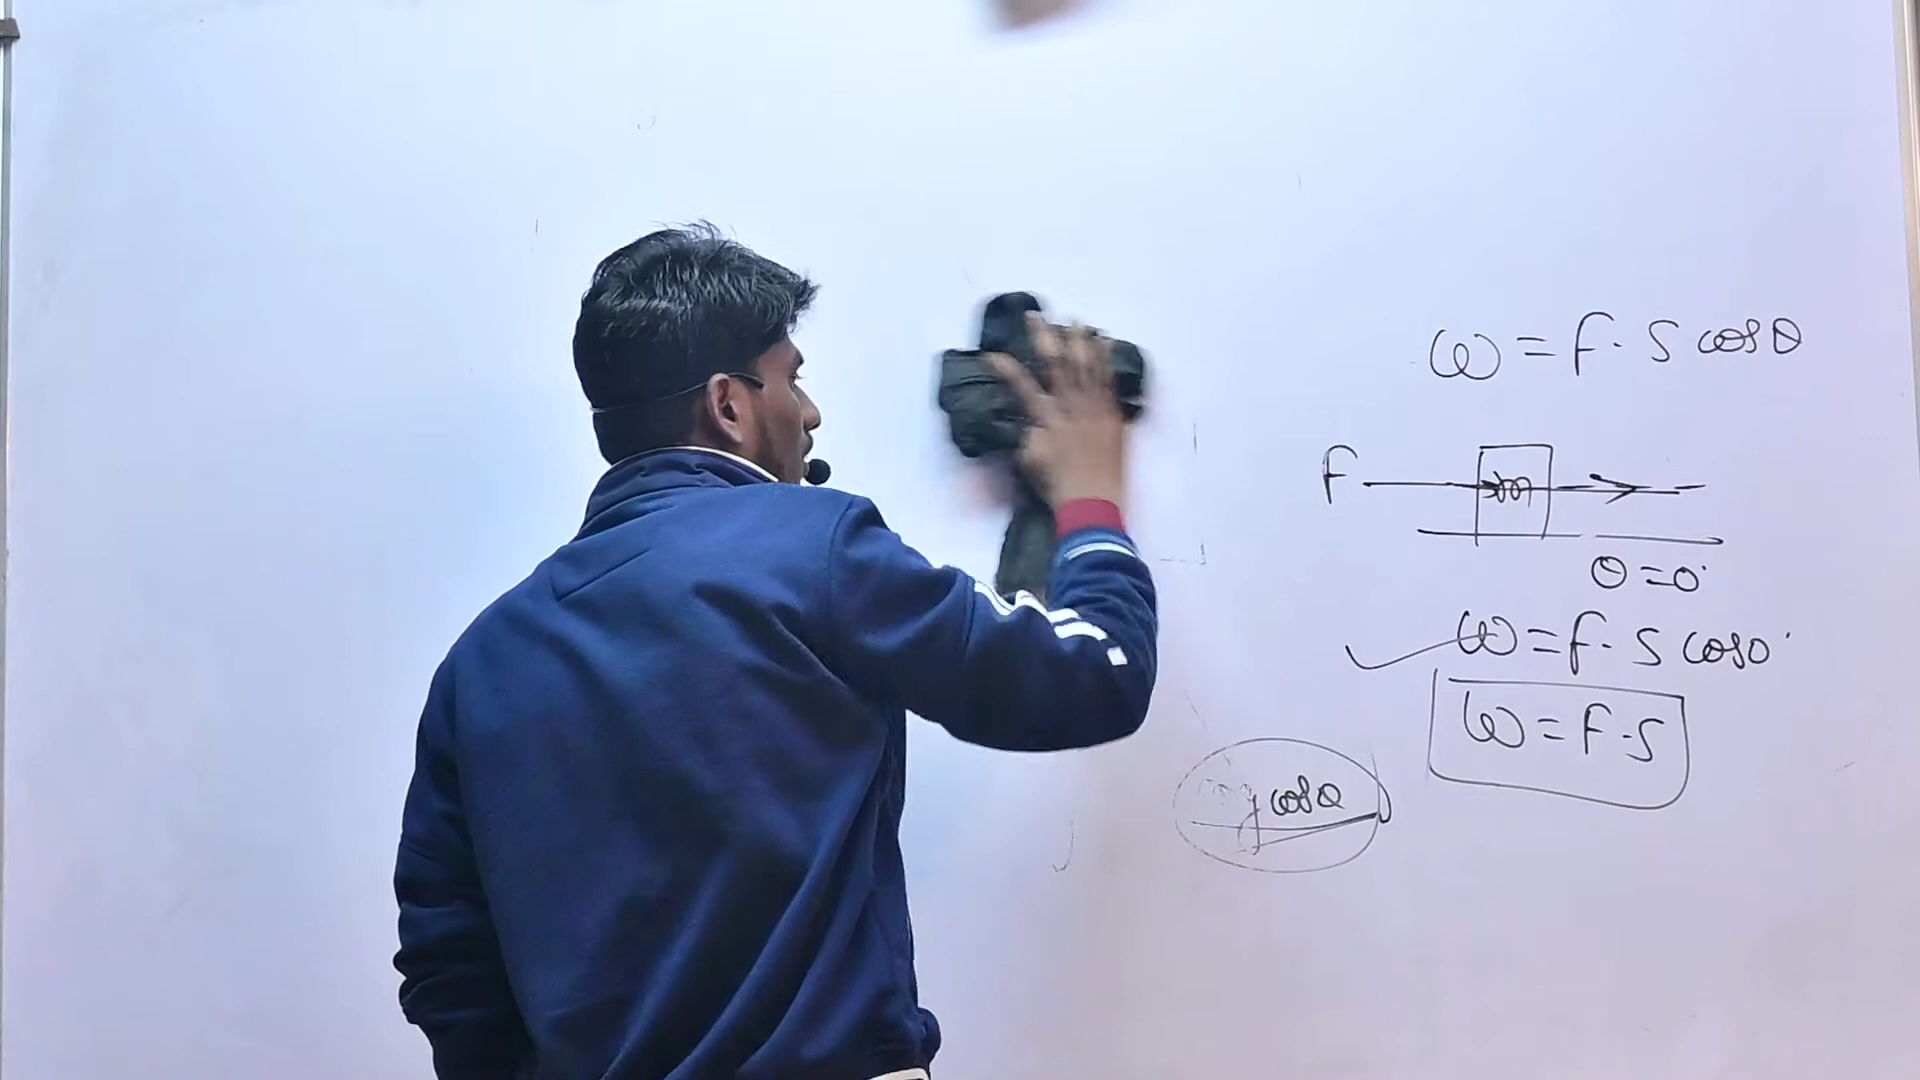 W = F · S cosθ
F m
θ = 0°
W = F · S cos0°
W = F · S
g cosθ